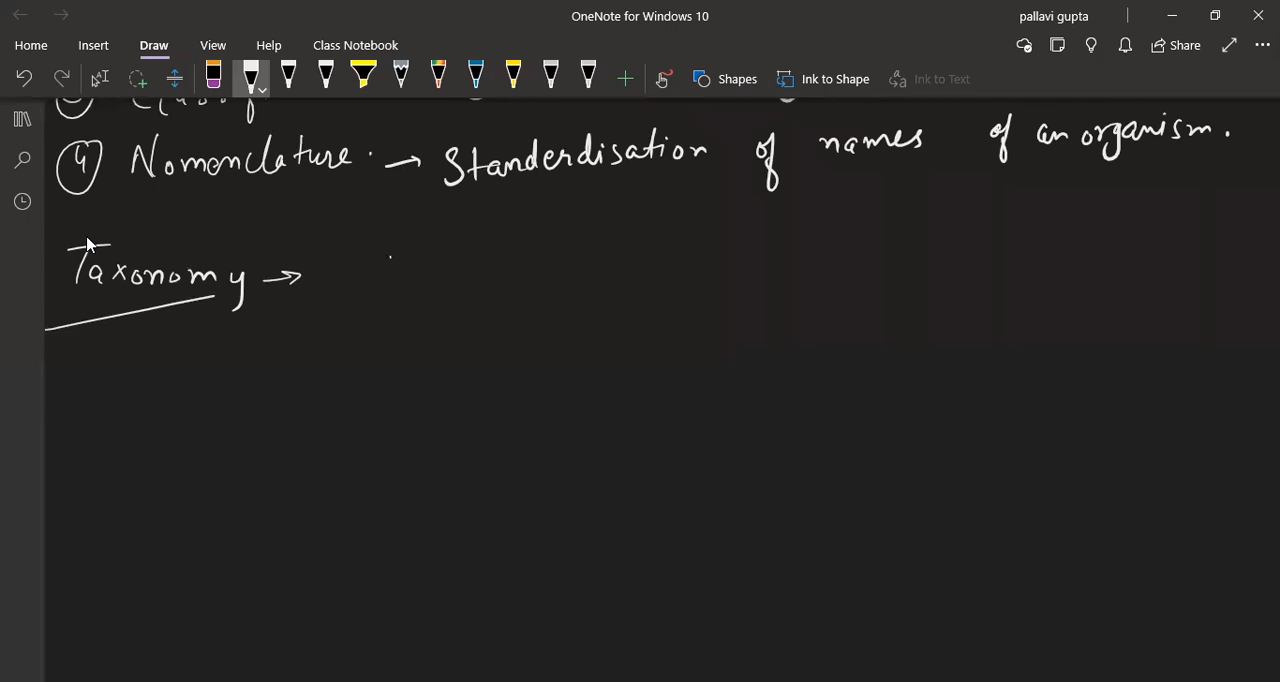 OneNote for Windows 10
pallavi gupta
Home Insert Draw View Help Class Notebook
Share
Shapes Ink to Shape Ink to Text
④ Nomenclature. → Standerdisation of names of an organism.
Taxonomy →